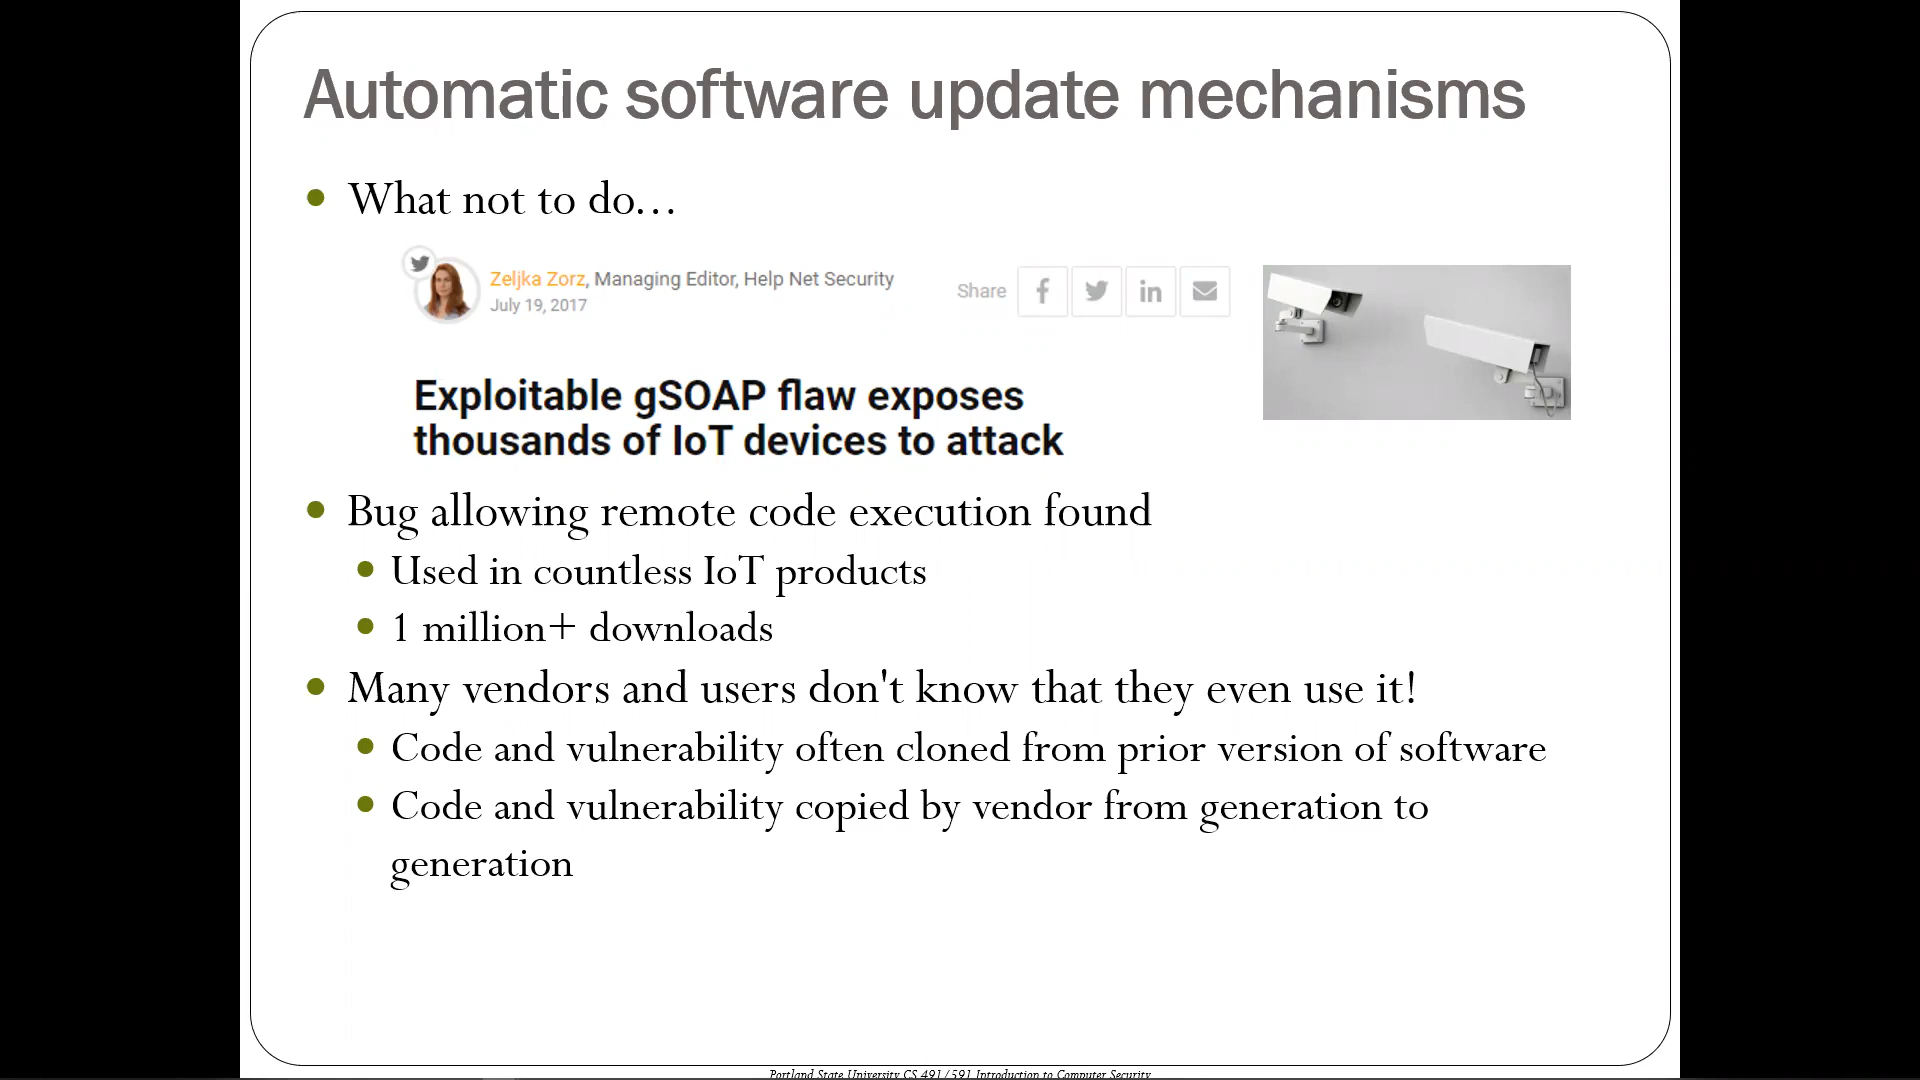 Automatic software update mechanisms
• What not to do…
Zeljka Zorz, Managing Editor, Help Net Security
July 19, 2017
Share
Exploitable gSOAP flaw exposes
thousands of IoT devices to attack
• Bug allowing remote code execution found
• Used in countless IoT products
• 1 million+ downloads
• Many vendors and users don't know that they even use it!
• Code and vulnerability often cloned from prior version of software
• Code and vulnerability copied by vendor from generation to
generation
Portland State University CS 491/591 Introduction to Computer Security